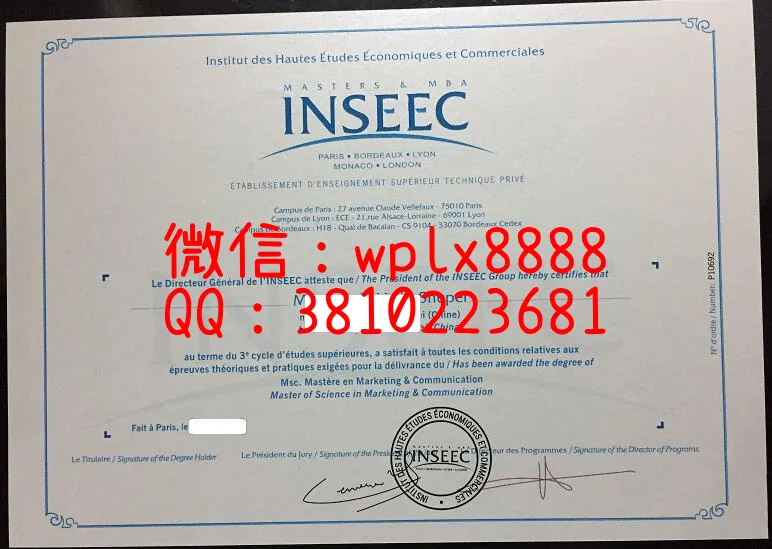 Institut des Hautes Études Économiques et Commerciales
MASTERS & MBA
INSEEC
PARIS • BORDEAUX • LYON
MONACO • LONDON
ÉTABLISSEMENT D'ENSEIGNEMENT SUPÉRIEUR TECHNIQUE PRIVÉ
Campus de Paris : 27 avenue Claude Vellefaux - 75010 Paris
Campus de Lyon : ECE - 21, rue Alsace-Lorraine - 69001 Lyon
Campus de Bordeaux : H18 - Quai de Bacalan - CS 9104 - 33070 Bordeaux Cedex
微信：wplx8888
Le Directeur Général de l'INSEEC atteste que / The President of the INSEEC Group hereby certifies that
QQ：3810223681
(Chine)
au terme du 3e cycle d'études supérieures, a satisfait à toutes les conditions relatives aux
épreuves théoriques et pratiques exigées pour la délivrance du / Has been awarded the degree of
Msc. Mastère en Marketing & Communication
Master of Science in Marketing & Communication
Fait à Paris, le
Le Titulaire / Signature of the Degree Holder
Le Président du Jury / Signature of the
des Programmes / Signature of the Director of Programs
INSTITUT DES HAUTES ÉTUDES ÉCONOMIQUES ET COMMERCIALES
MASTERS & MBA
INSEEC
N° d'ordre / Number: P10692